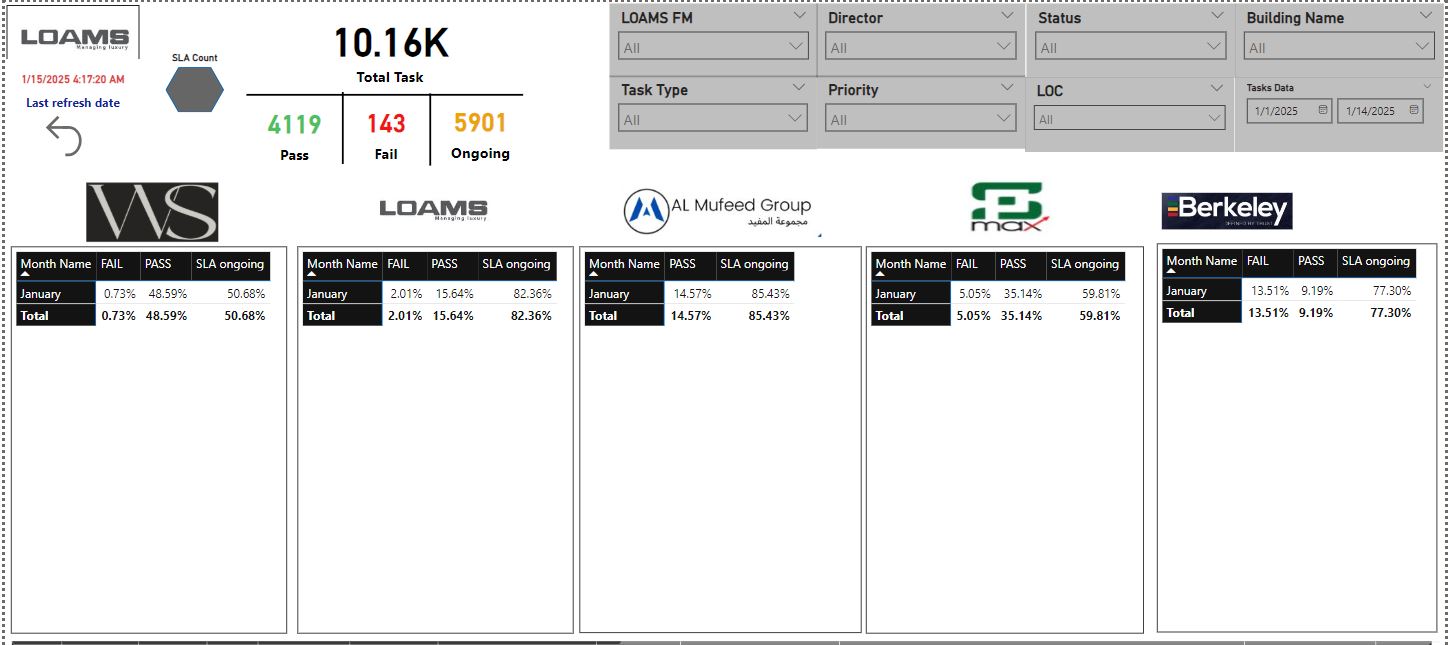 LOAMS
Managing luxury
1/15/2025 4:17:20 AM
Last refresh date
SLA Count
10.16K
Total Task
4119
Pass
143
Fail
5901
Ongoing
LOAMS FM
All
Director
All
Status
All
Building Name
All
Task Type
All
Priority
All
LOC
All
Tasks Data
1/1/2025
1/14/2025
WS
Month Name FAIL PASS SLA ongoing
January 0.73% 48.59% 50.68%
Total 0.73% 48.59% 50.68%
LOAMS
Managing luxury
Month Name FAIL PASS SLA ongoing
January 2.01% 15.64% 82.36%
Total 2.01% 15.64% 82.36%
AL Mufeed Group
مجموعة المفيد
Month Name PASS SLA ongoing
January 14.57% 85.43%
Total 14.57% 85.43%
max
Month Name FAIL PASS SLA ongoing
January 5.05% 35.14% 59.81%
Total 5.05% 35.14% 59.81%
Berkeley
DEFINED BY TRUST
Month Name FAIL PASS SLA ongoing
January 13.51% 9.19% 77.30%
Total 13.51% 9.19% 77.30%